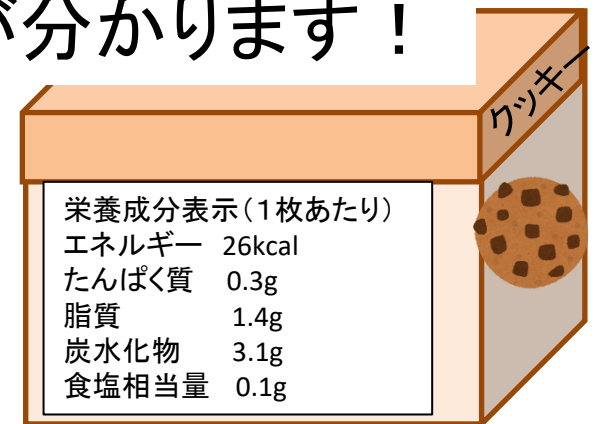 が分かります！
クッキー
栄養成分表示（１枚あたり）
エネルギー 26kcal
たんぱく質 0.3g
脂質 1.4g
炭水化物 3.1g
食塩相当量 0.1g